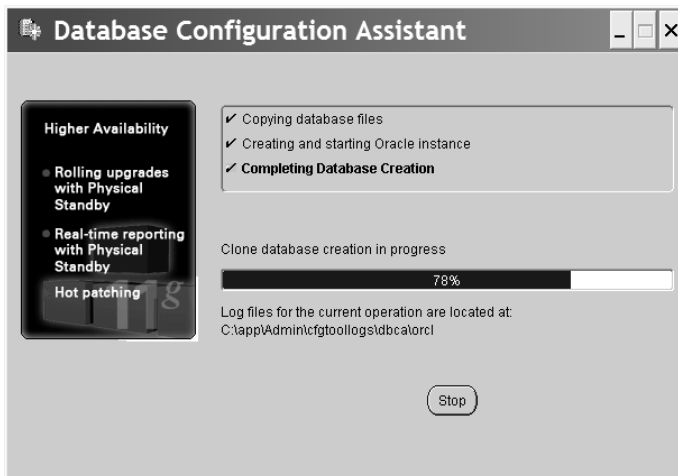 Database Configuration Assistant
Higher Availability
Rolling upgrades
with Physical
Standby
Real-time reporting
with Physical
Standby
Hot patching
11g
Copying database files
Creating and starting Oracle instance
Completing Database Creation
Clone database creation in progress
78%
Log files for the current operation are located at:
C:\app\Admin\cfgtoollogs\dbca\orcl
Stop